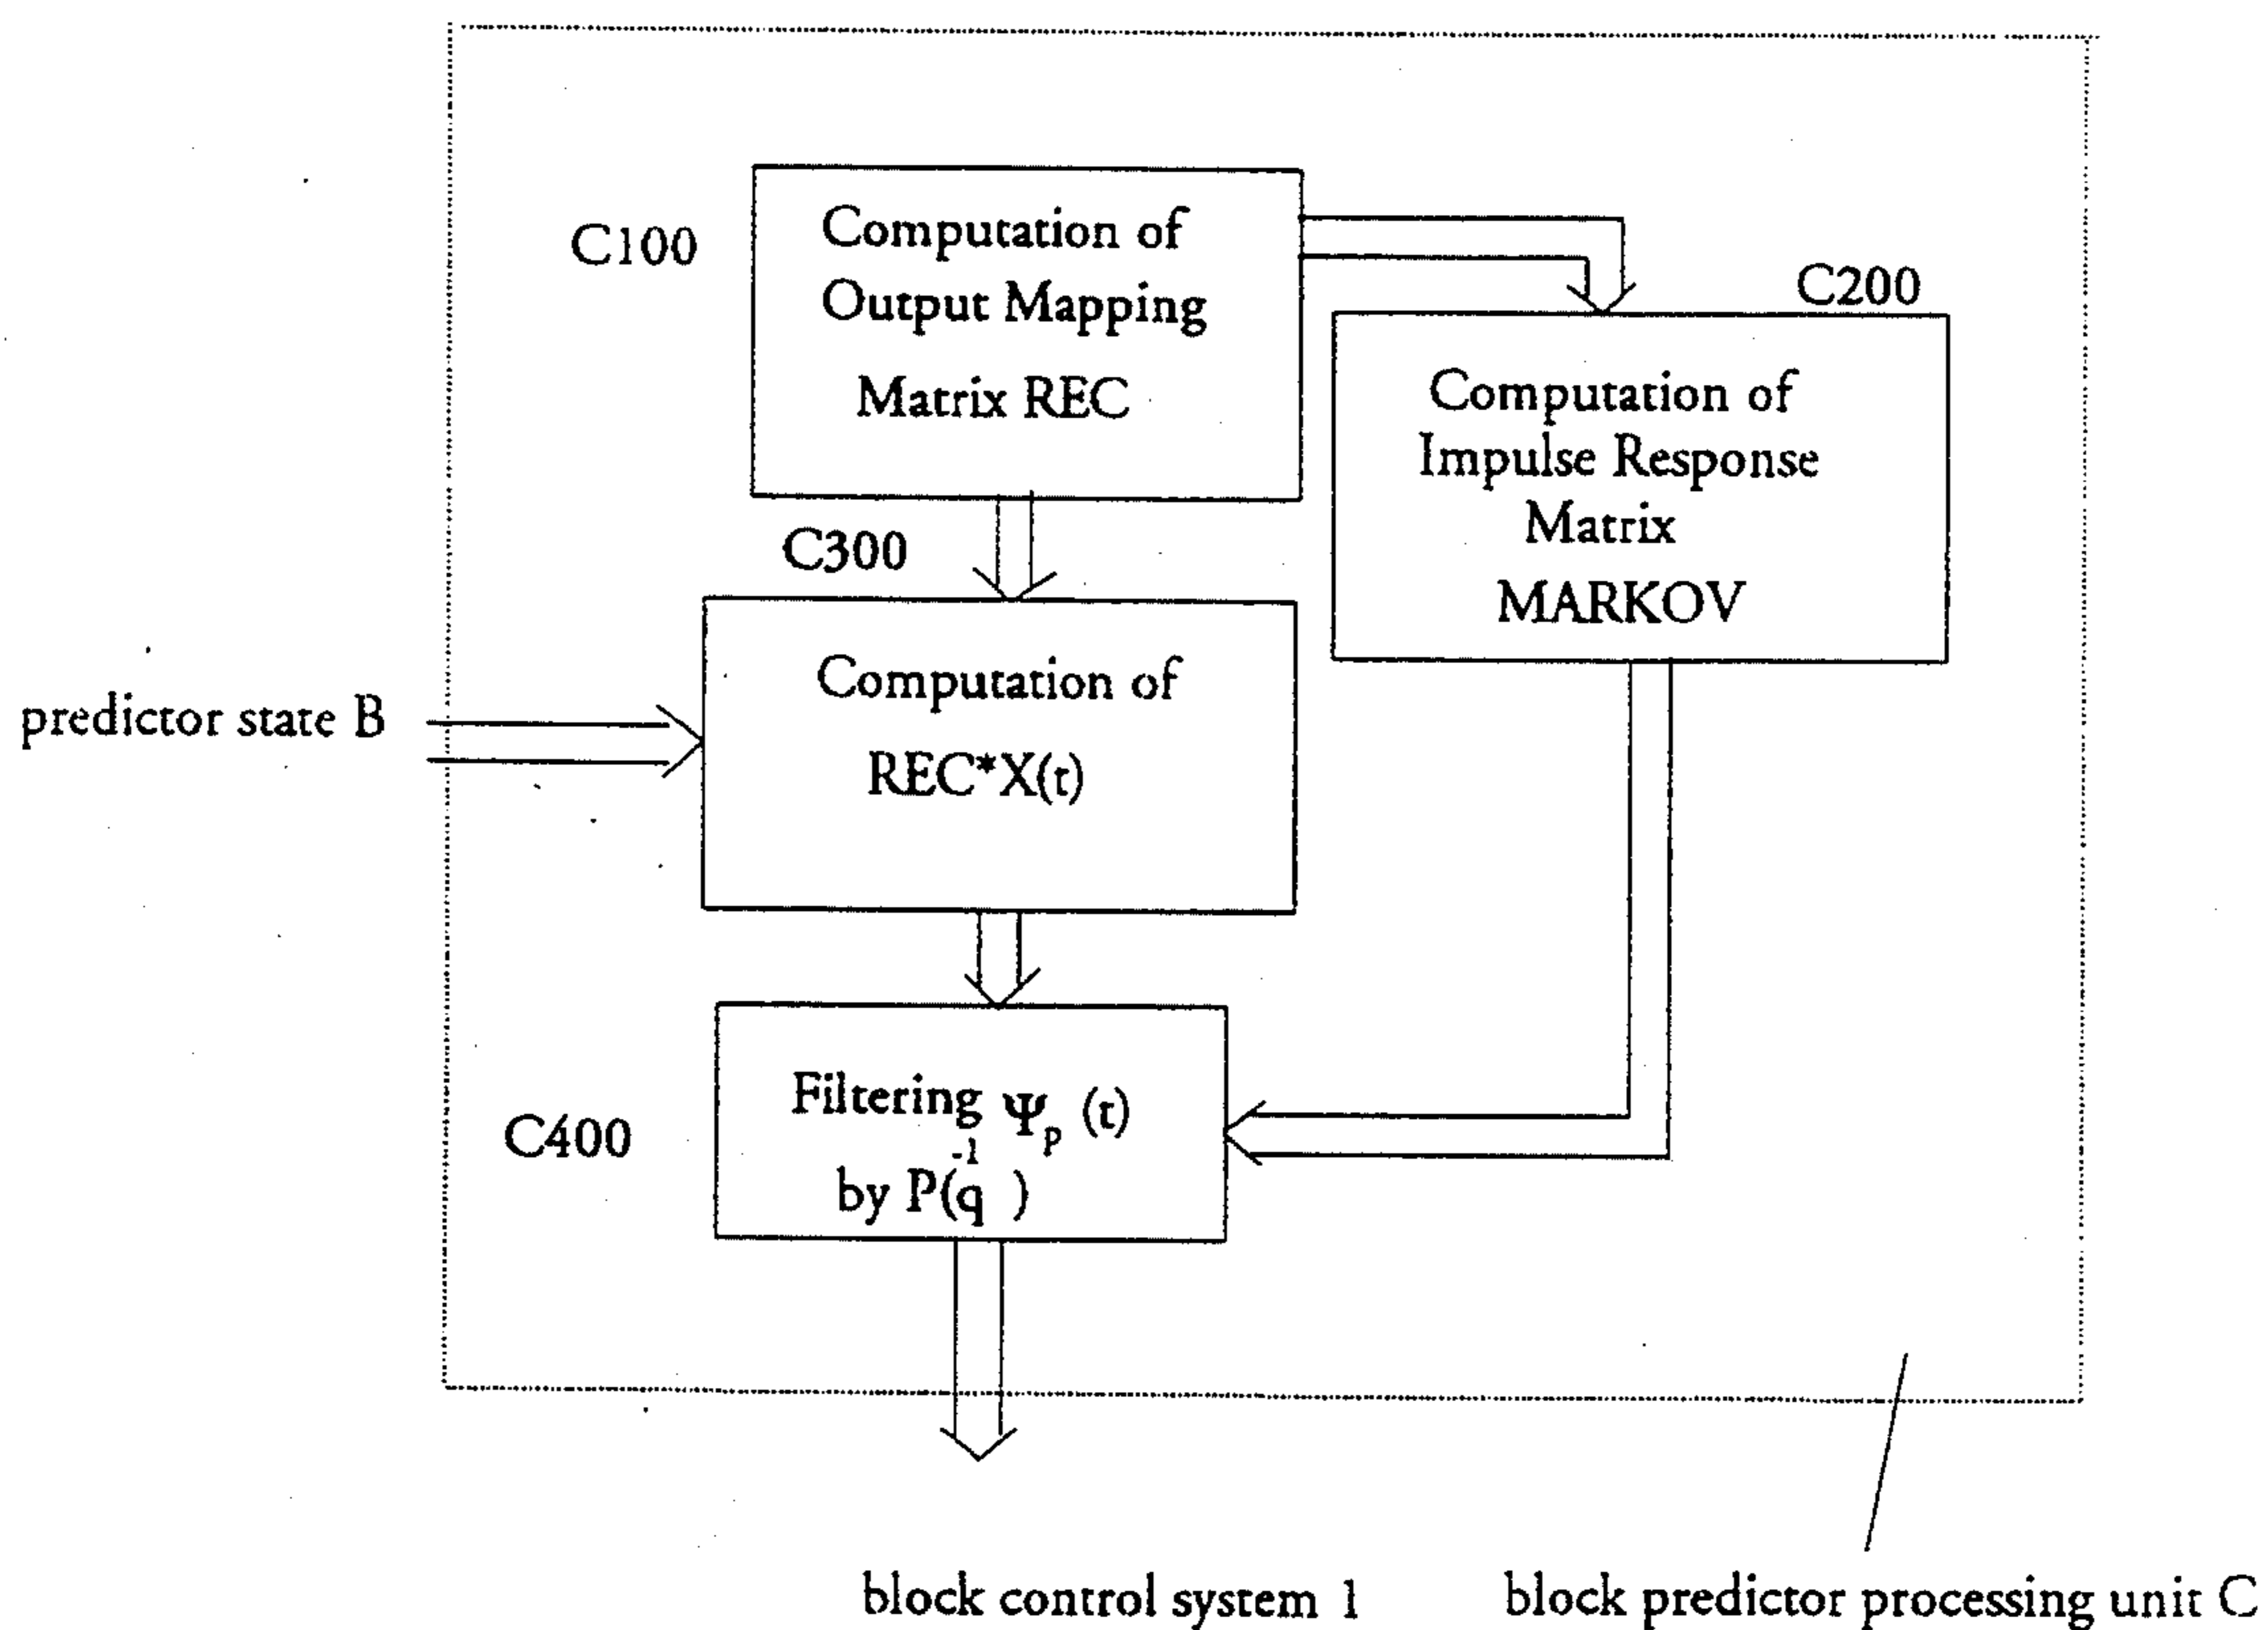 C100
Computation of
Output Mapping
Matrix REC
C200
Computation of
Impulse Response
Matrix
MARKOV
C300
predictor state B
Computation of
REC*X(t)
C400
Filtering Ψp (t)
by P(q-1)
block control system 1
block predictor processing unit C